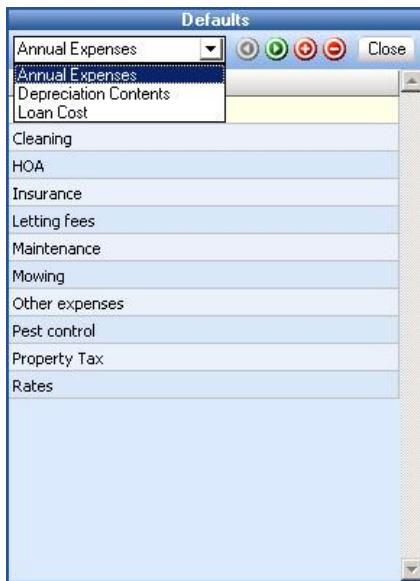 Defaults
Annual Expenses Close
Annual Expenses
Depreciation Contents
Loan Cost
Cleaning
HOA
Insurance
Letting fees
Maintenance
Mowing
Other expenses
Pest control
Property Tax
Rates